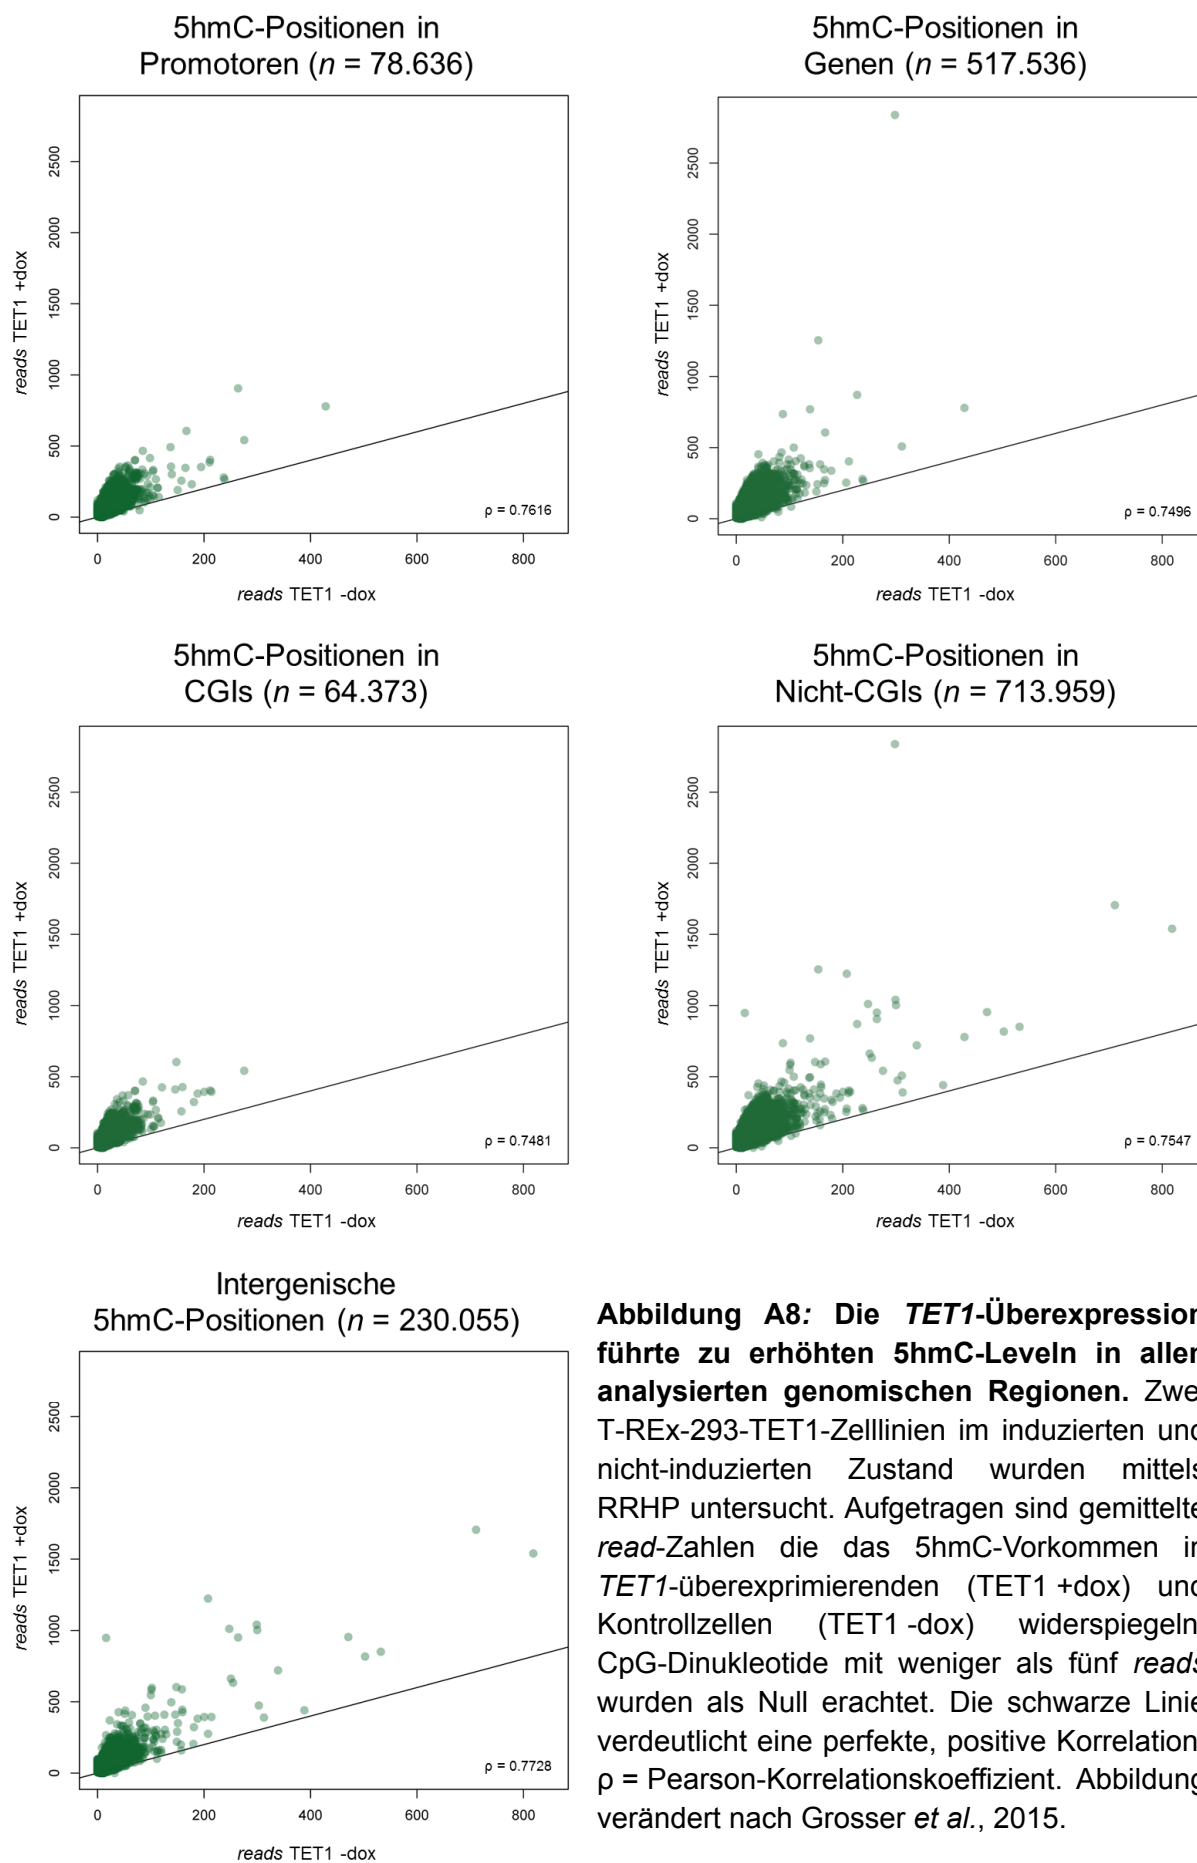 5hmC-Positionen in
Promotoren (n = 78.636)
reads TET1 +dox
2500
2000
1500
1000
500
0
ρ = 0.7616
0 200 400 600 800
reads TET1 -dox
5hmC-Positionen in
Genen (n = 517.536)
reads TET1 +dox
2500
2000
1500
1000
500
0
ρ = 0.7496
0 200 400 600 800
reads TET1 -dox
5hmC-Positionen in
CGIs (n = 64.373)
reads TET1 +dox
2500
2000
1500
1000
500
0
ρ = 0.7481
0 200 400 600 800
reads TET1 -dox
5hmC-Positionen in
Nicht-CGIs (n = 713.959)
reads TET1 +dox
2500
2000
1500
1000
500
0
ρ = 0.7547
0 200 400 600 800
reads TET1 -dox
Intergenische
5hmC-Positionen (n = 230.055)
reads TET1 +dox
2500
2000
1500
1000
500
0
ρ = 0.7728
0 200 400 600 800
reads TET1 -dox
Abbildung A8: Die TET1-Überexpression
führte zu erhöhten 5hmC-Leveln in allen
analysierten genomischen Regionen. Zwei
T-REx-293-TET1-Zelllinien im induzierten und
nicht-induzierten Zustand wurden mittels
RRHP untersucht. Aufgetragen sind gemittelte
read-Zahlen die das 5hmC-Vorkommen in
TET1-überexprimierenden (TET1 +dox) und
Kontrollzellen (TET1 -dox) widerspiegeln.
CpG-Dinukleotide mit weniger als fünf reads
wurden als Null erachtet. Die schwarze Linie
verdeutlicht eine perfekte, positive Korrelation.
ρ = Pearson-Korrelationskoeffizient. Abbildung
verändert nach Grosser et al., 2015.